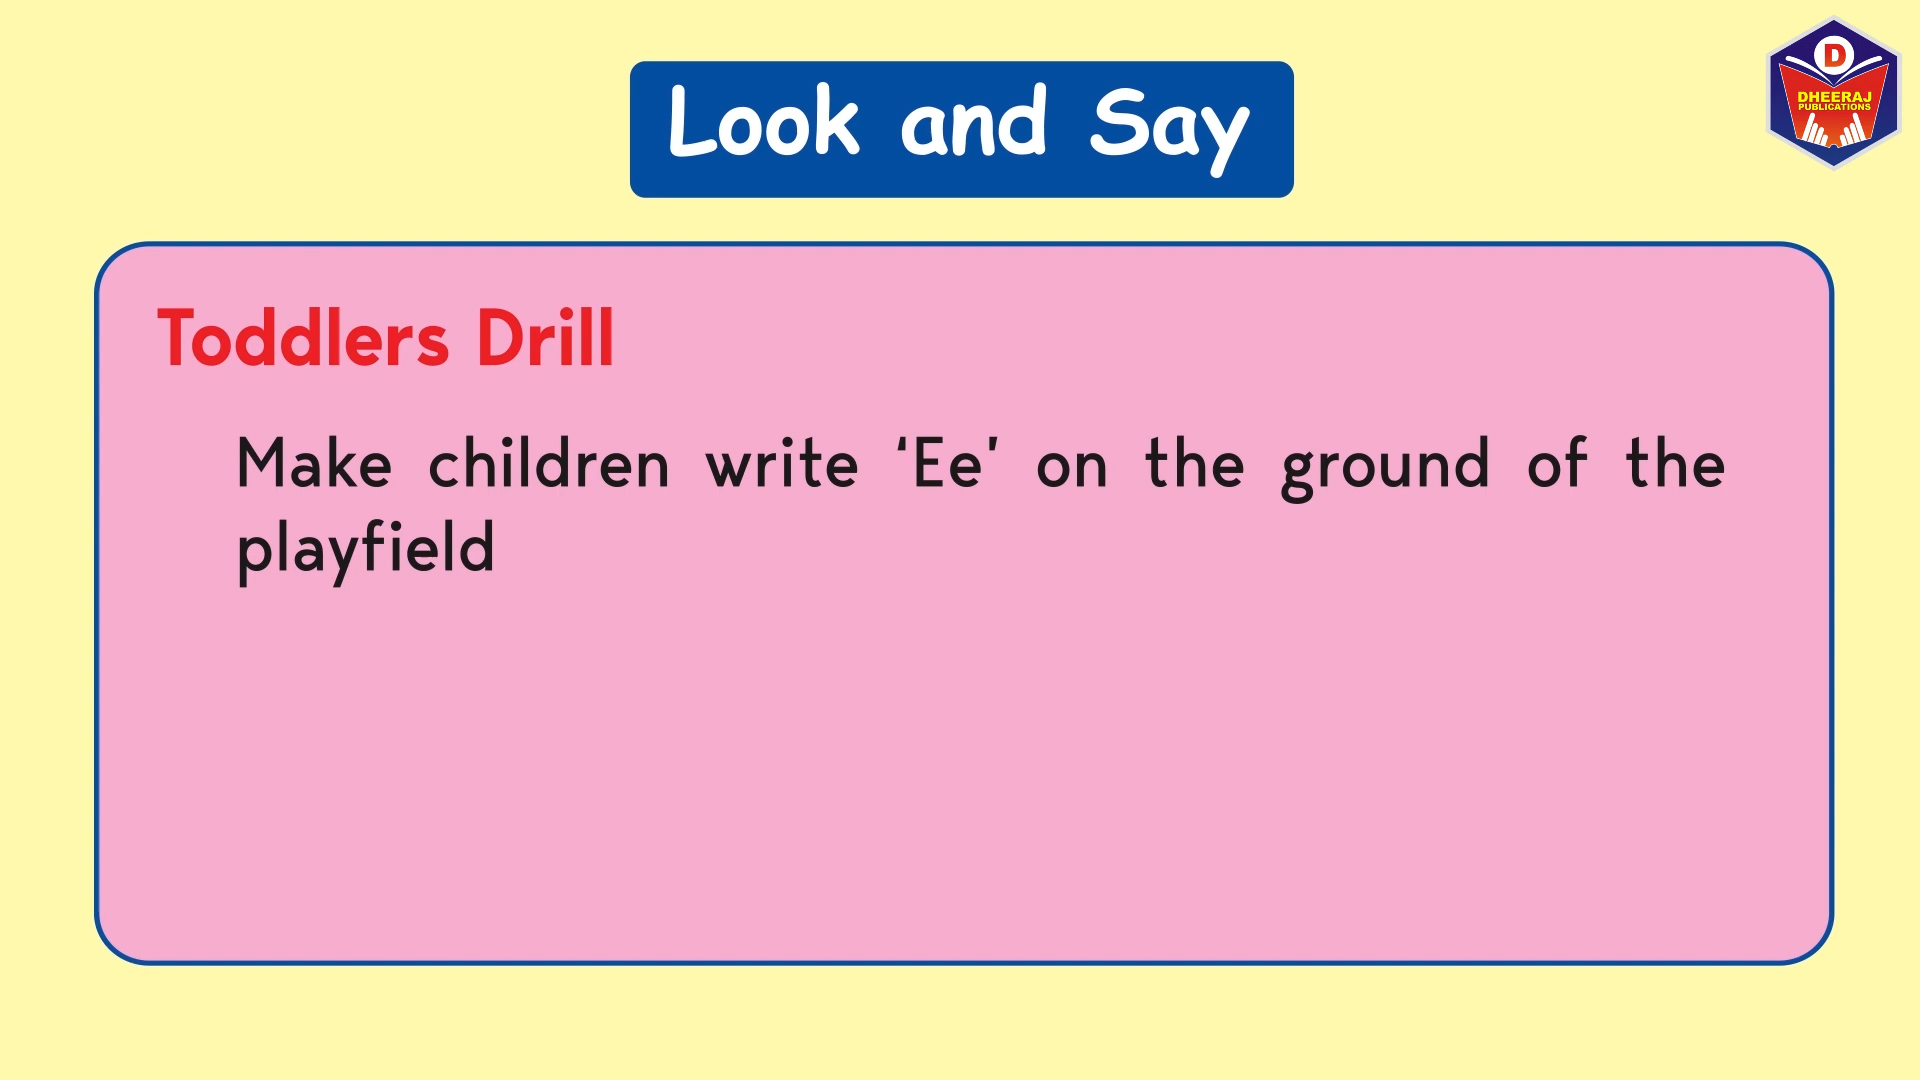 Look and Say
D
DHEERAJ
PUBLICATIONS
Toddlers Drill
Make children write ‘Ee’ on the ground of the
playfield